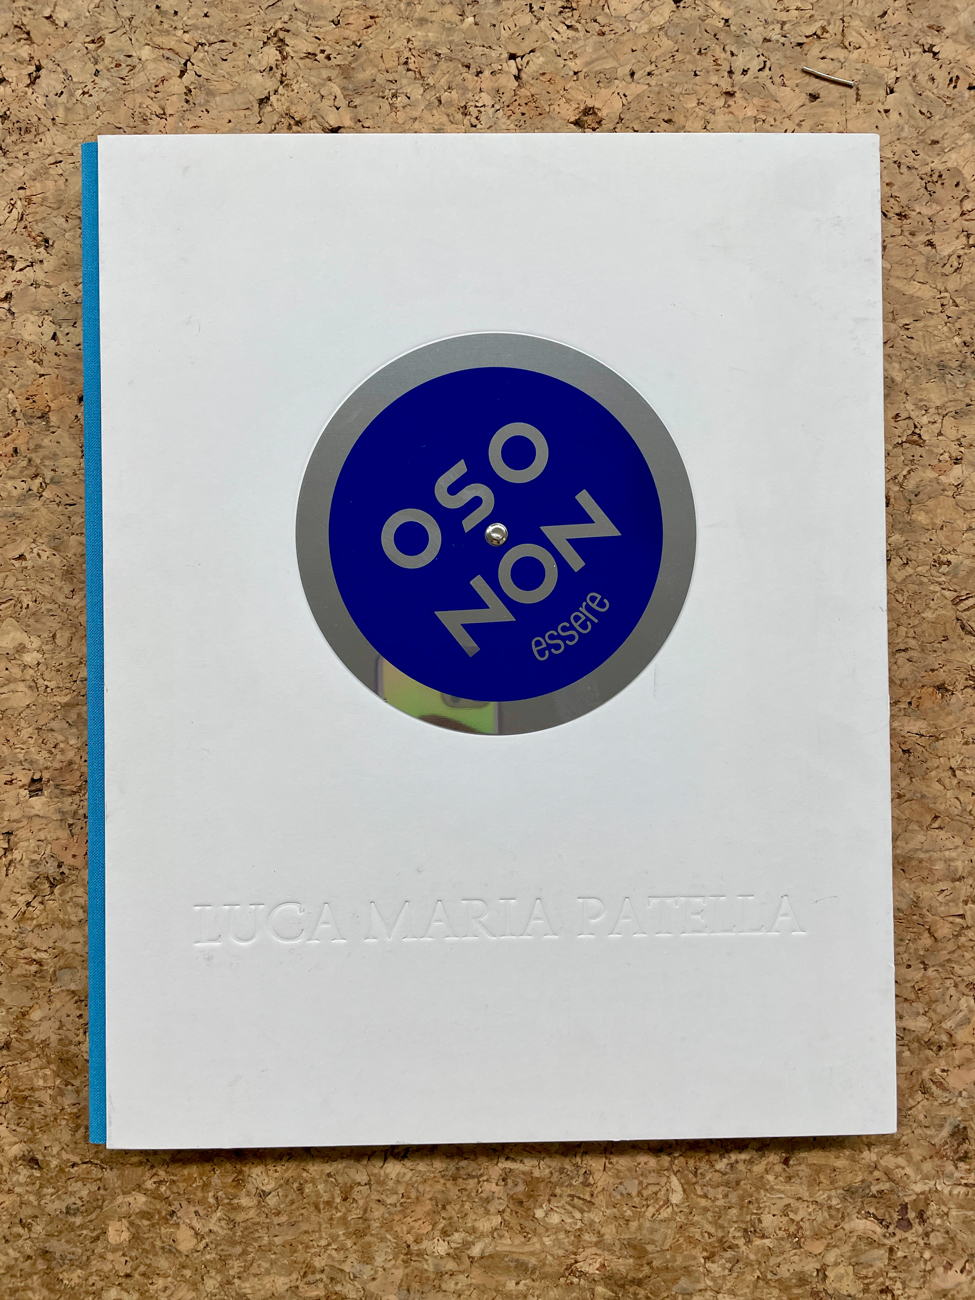 OSO
NON
essere
LUCA MARIA PATELLA